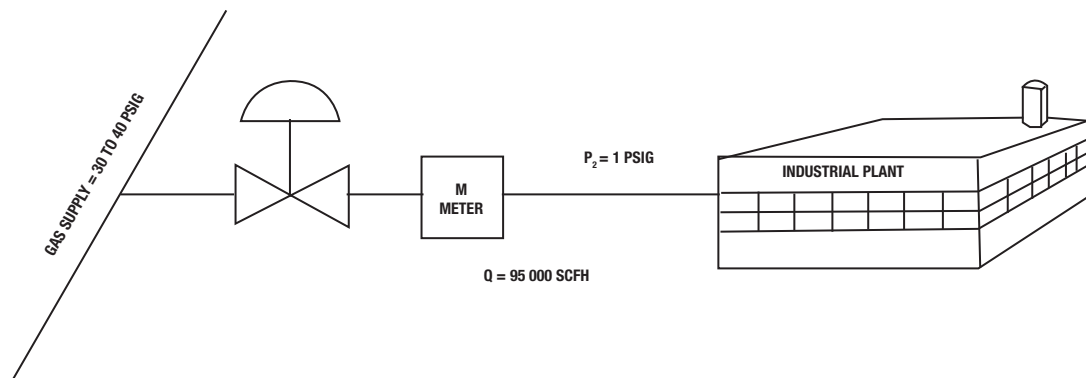 GAS SUPPLY = 30 TO 40 PSIG
M
METER
P2 = 1 PSIG
Q = 95 000 SCFH
INDUSTRIAL PLANT